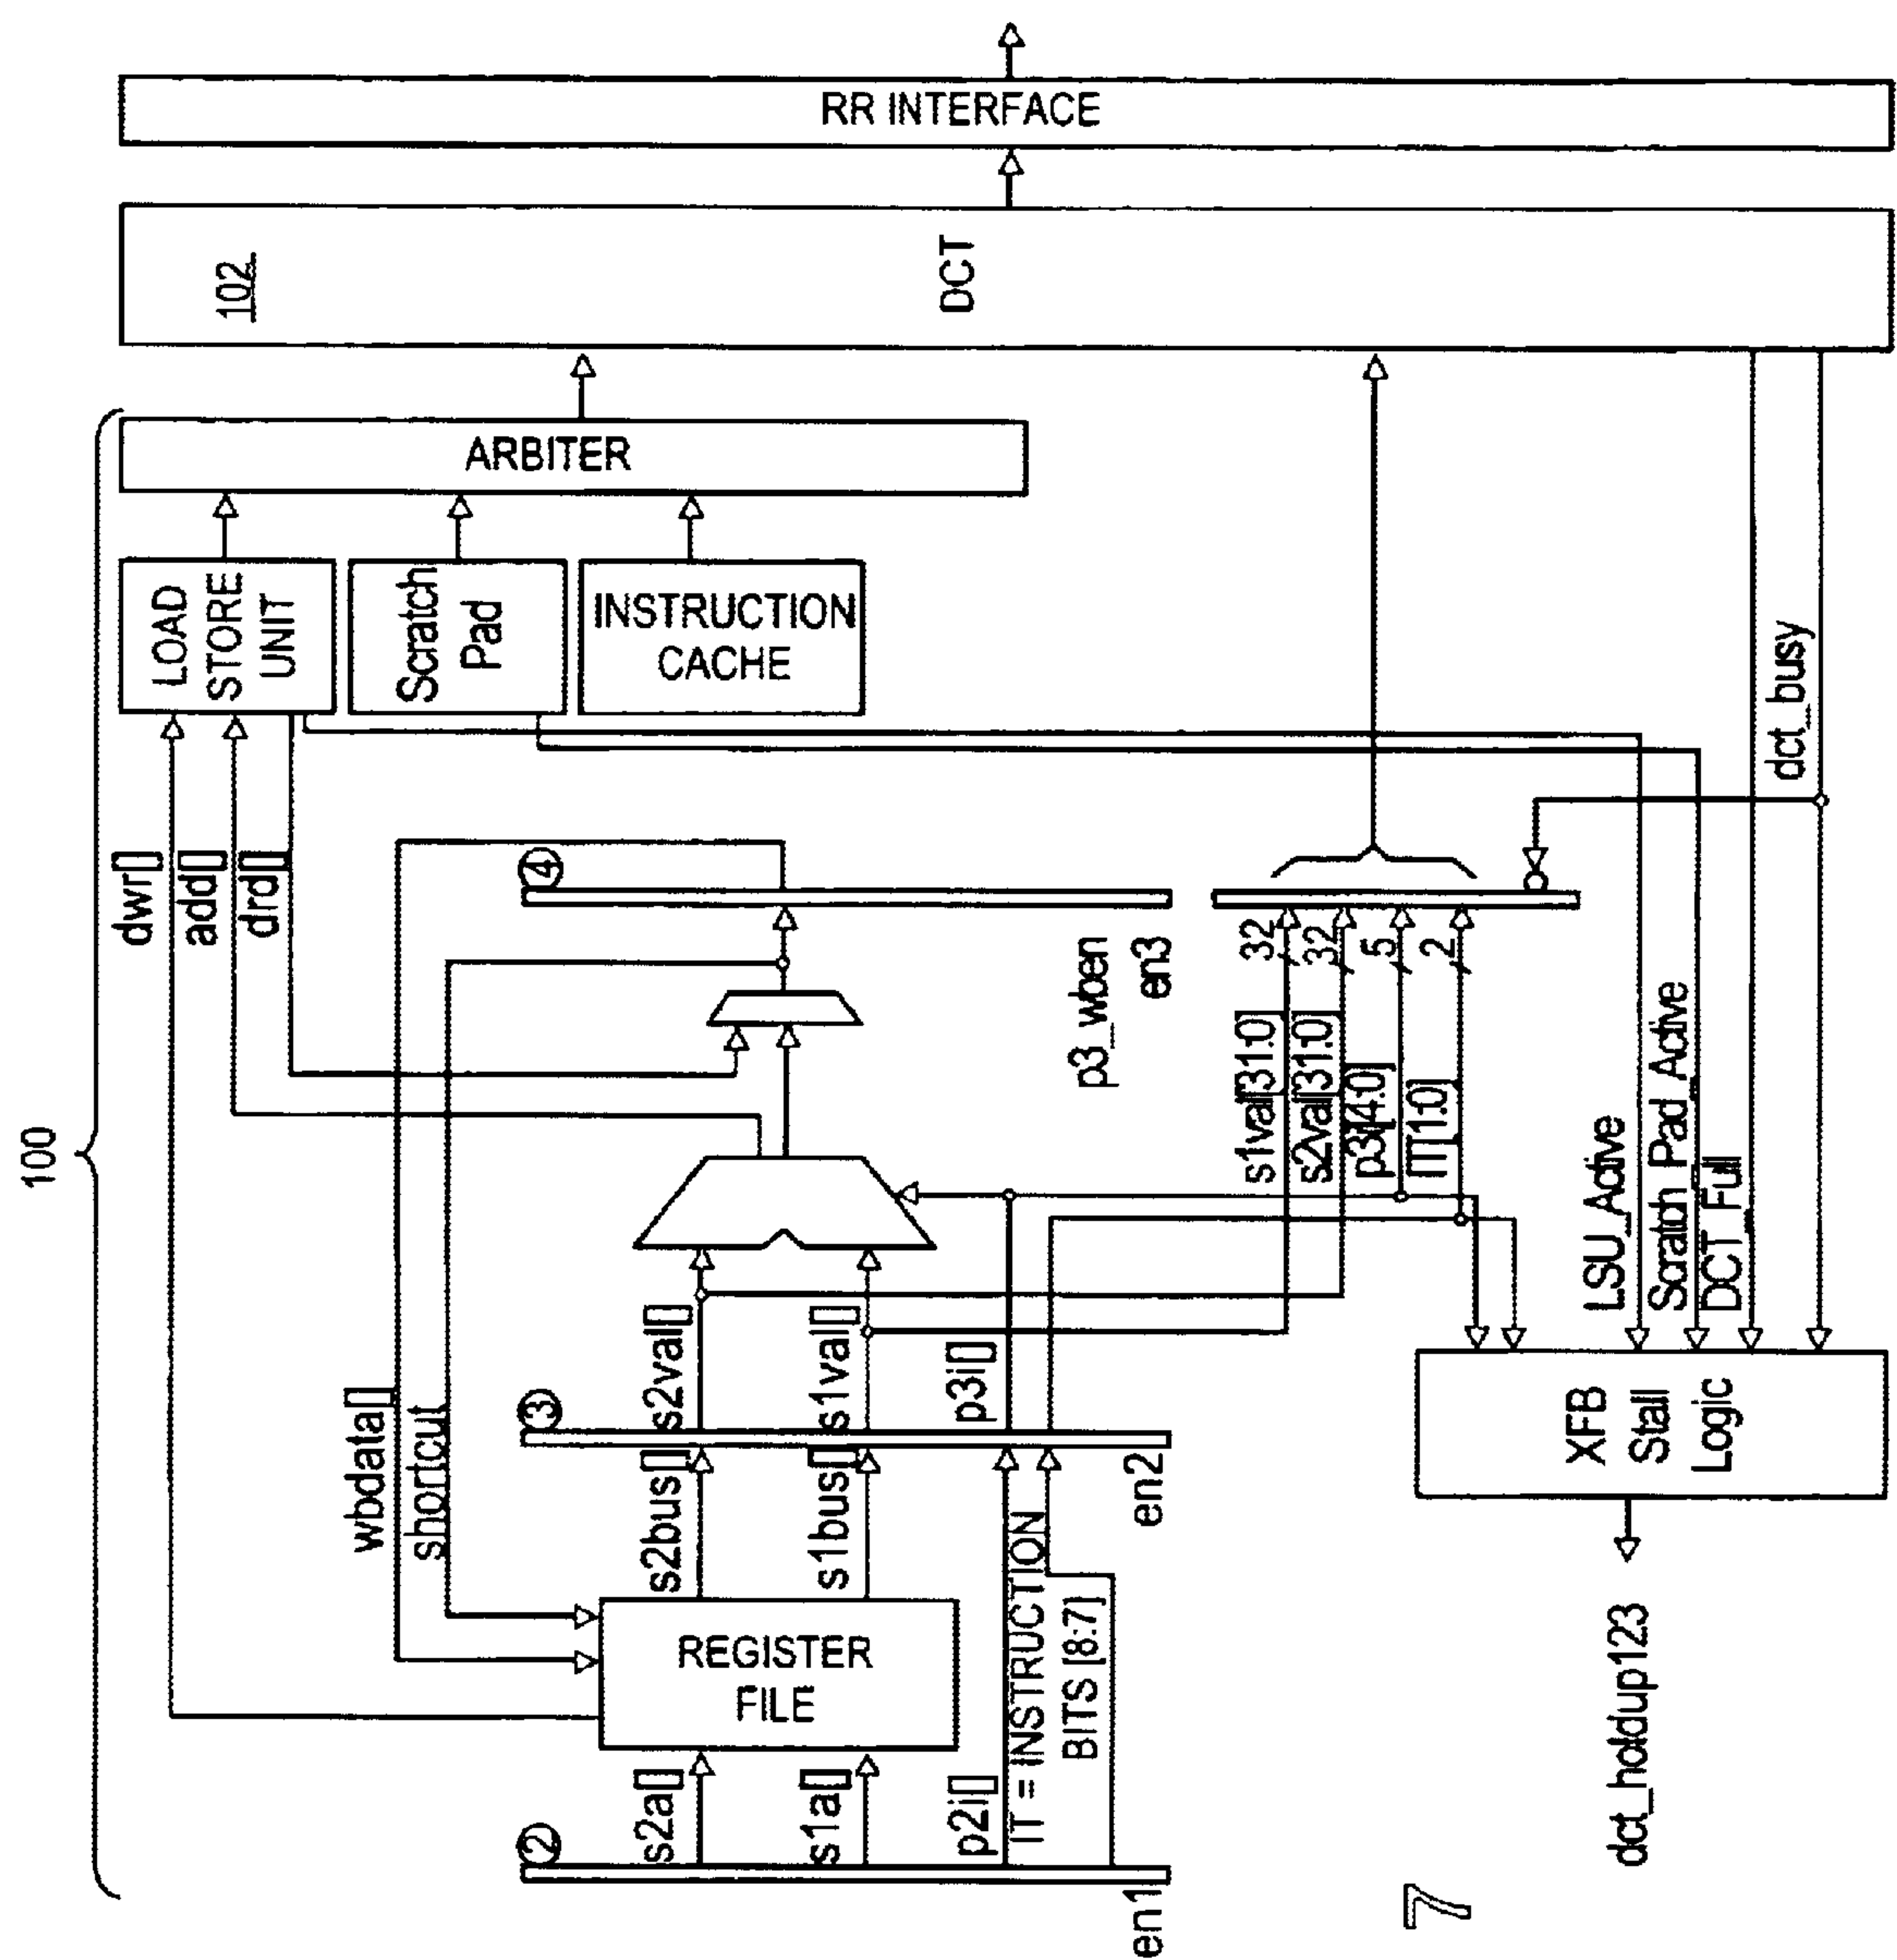 100
RR INTERFACE
102
DCT
ARBITER
LOAD
STORE
UNIT
Scratch
Pad
INSTRUCTION
CACHE
dct_busy
dwr[]
add[]
drd[]
4
32
32
5
2
p3_wben
en3
s1val[31:0]
s2val[31:0]
p3i[4:0]
IT[1:0]
LSU_Active
Scratch_Pad_Active
DCT_Full
wbdata[]
shortcut
3
s2val[]
s1val[]
p3i[]
s2bus[]
s1bus[]
en2
XFB
Stall
Logic
REGISTER
FILE
IT = INSTRUCTION
BITS [8:7]
2
s2a[]
s1a[]
p2i[]
en1
dct_holdup123
7